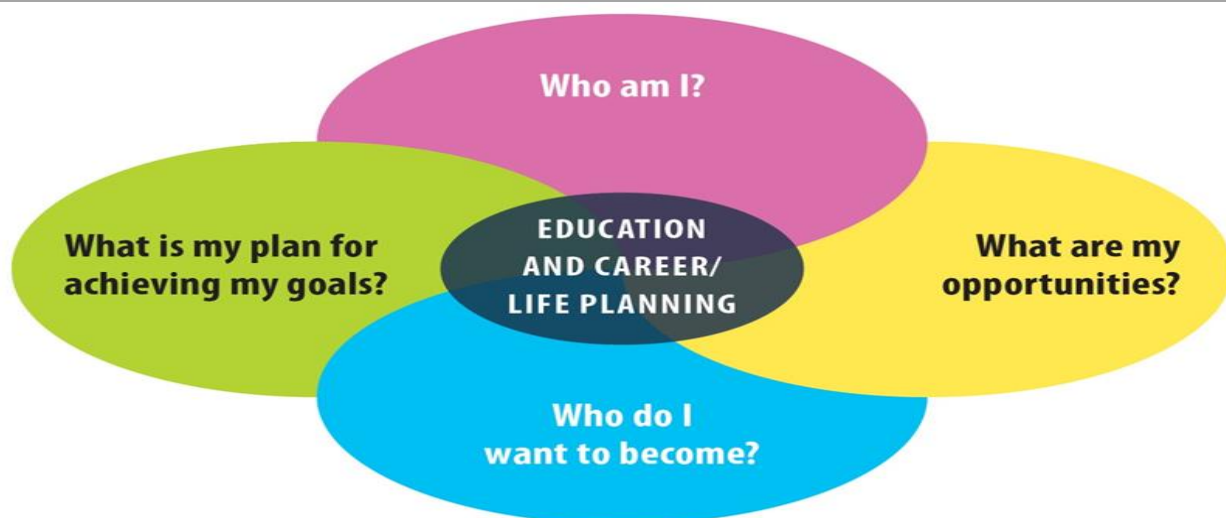 Who am I?
What is my plan for
achieving my goals?
EDUCATION
AND CAREER/
LIFE PLANNING
What are my
opportunities?
Who do I
want to become?